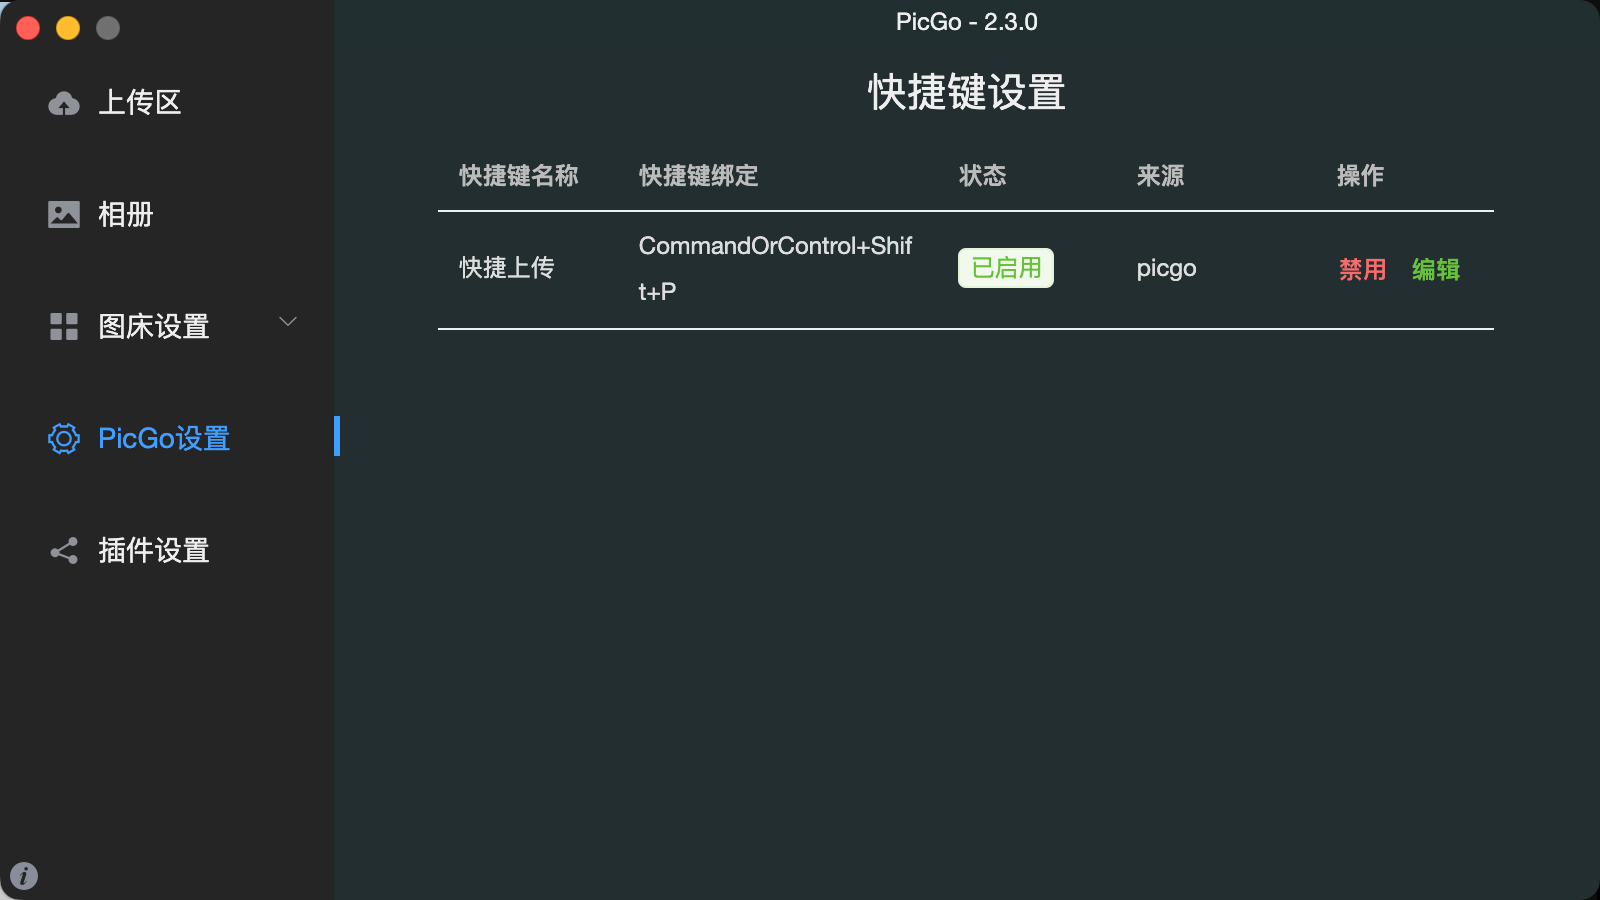 PicGo - 2.3.0
上传区
相册
图床设置
PicGo设置
插件设置
快捷键设置
快捷键名称 快捷键绑定 状态 来源 操作
快捷上传 CommandOrControl+Shif
t+P 已启用 picgo 禁用 编辑